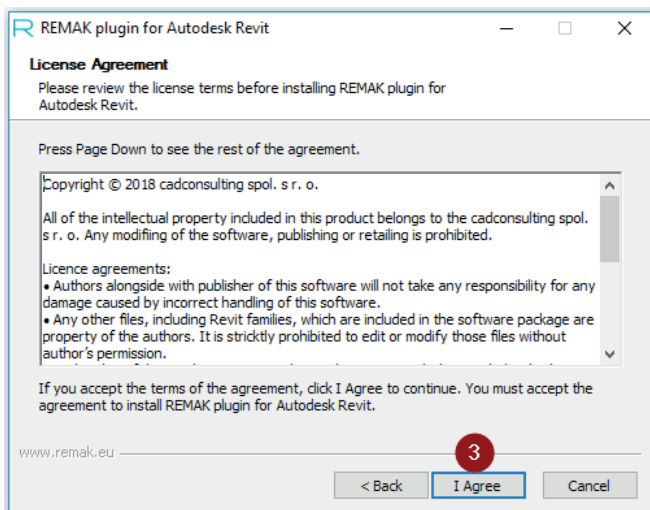 REMAK plugin for Autodesk Revit
License Agreement
Please review the license terms before installing REMAK plugin for
Autodesk Revit.
Press Page Down to see the rest of the agreement.
Copyright © 2018 cadconsulting spol. s r. o.
All of the intellectual property included in this product belongs to the cadconsulting spol.
s r. o. Any modifiing of the software, publishing or retailing is prohibited.
Licence agreements:
• Authors alongside with publisher of this software will not take any responsibility for any
damage caused by incorrect handling of this software.
• Any other files, including Revit families, which are included in the software package are
property of the authors. It is stricktly prohibited to edit or modify those files without
author's permission.
If you accept the terms of the agreement, click I Agree to continue. You must accept the
agreement to install REMAK plugin for Autodesk Revit.
www.remak.eu
3
< Back
I Agree
Cancel